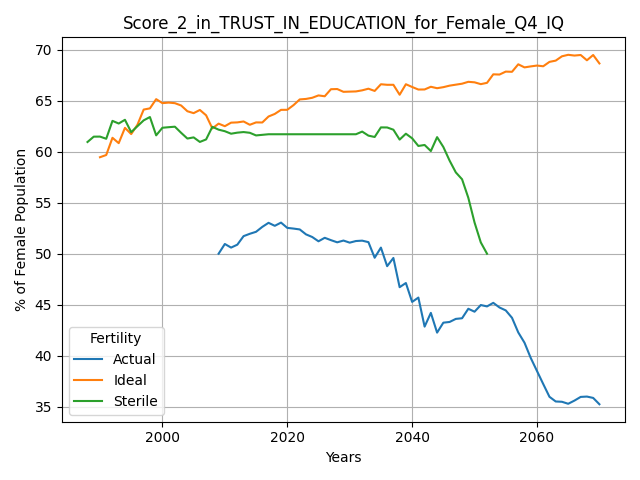 Score_2_in_TRUST_IN_EDUCATION_for_Female_Q4_IQ
% of Female Population
70
65
60
55
50
45
40
35
Fertility
Actual
Ideal
Sterile
2000
2020
2040
2060
Years